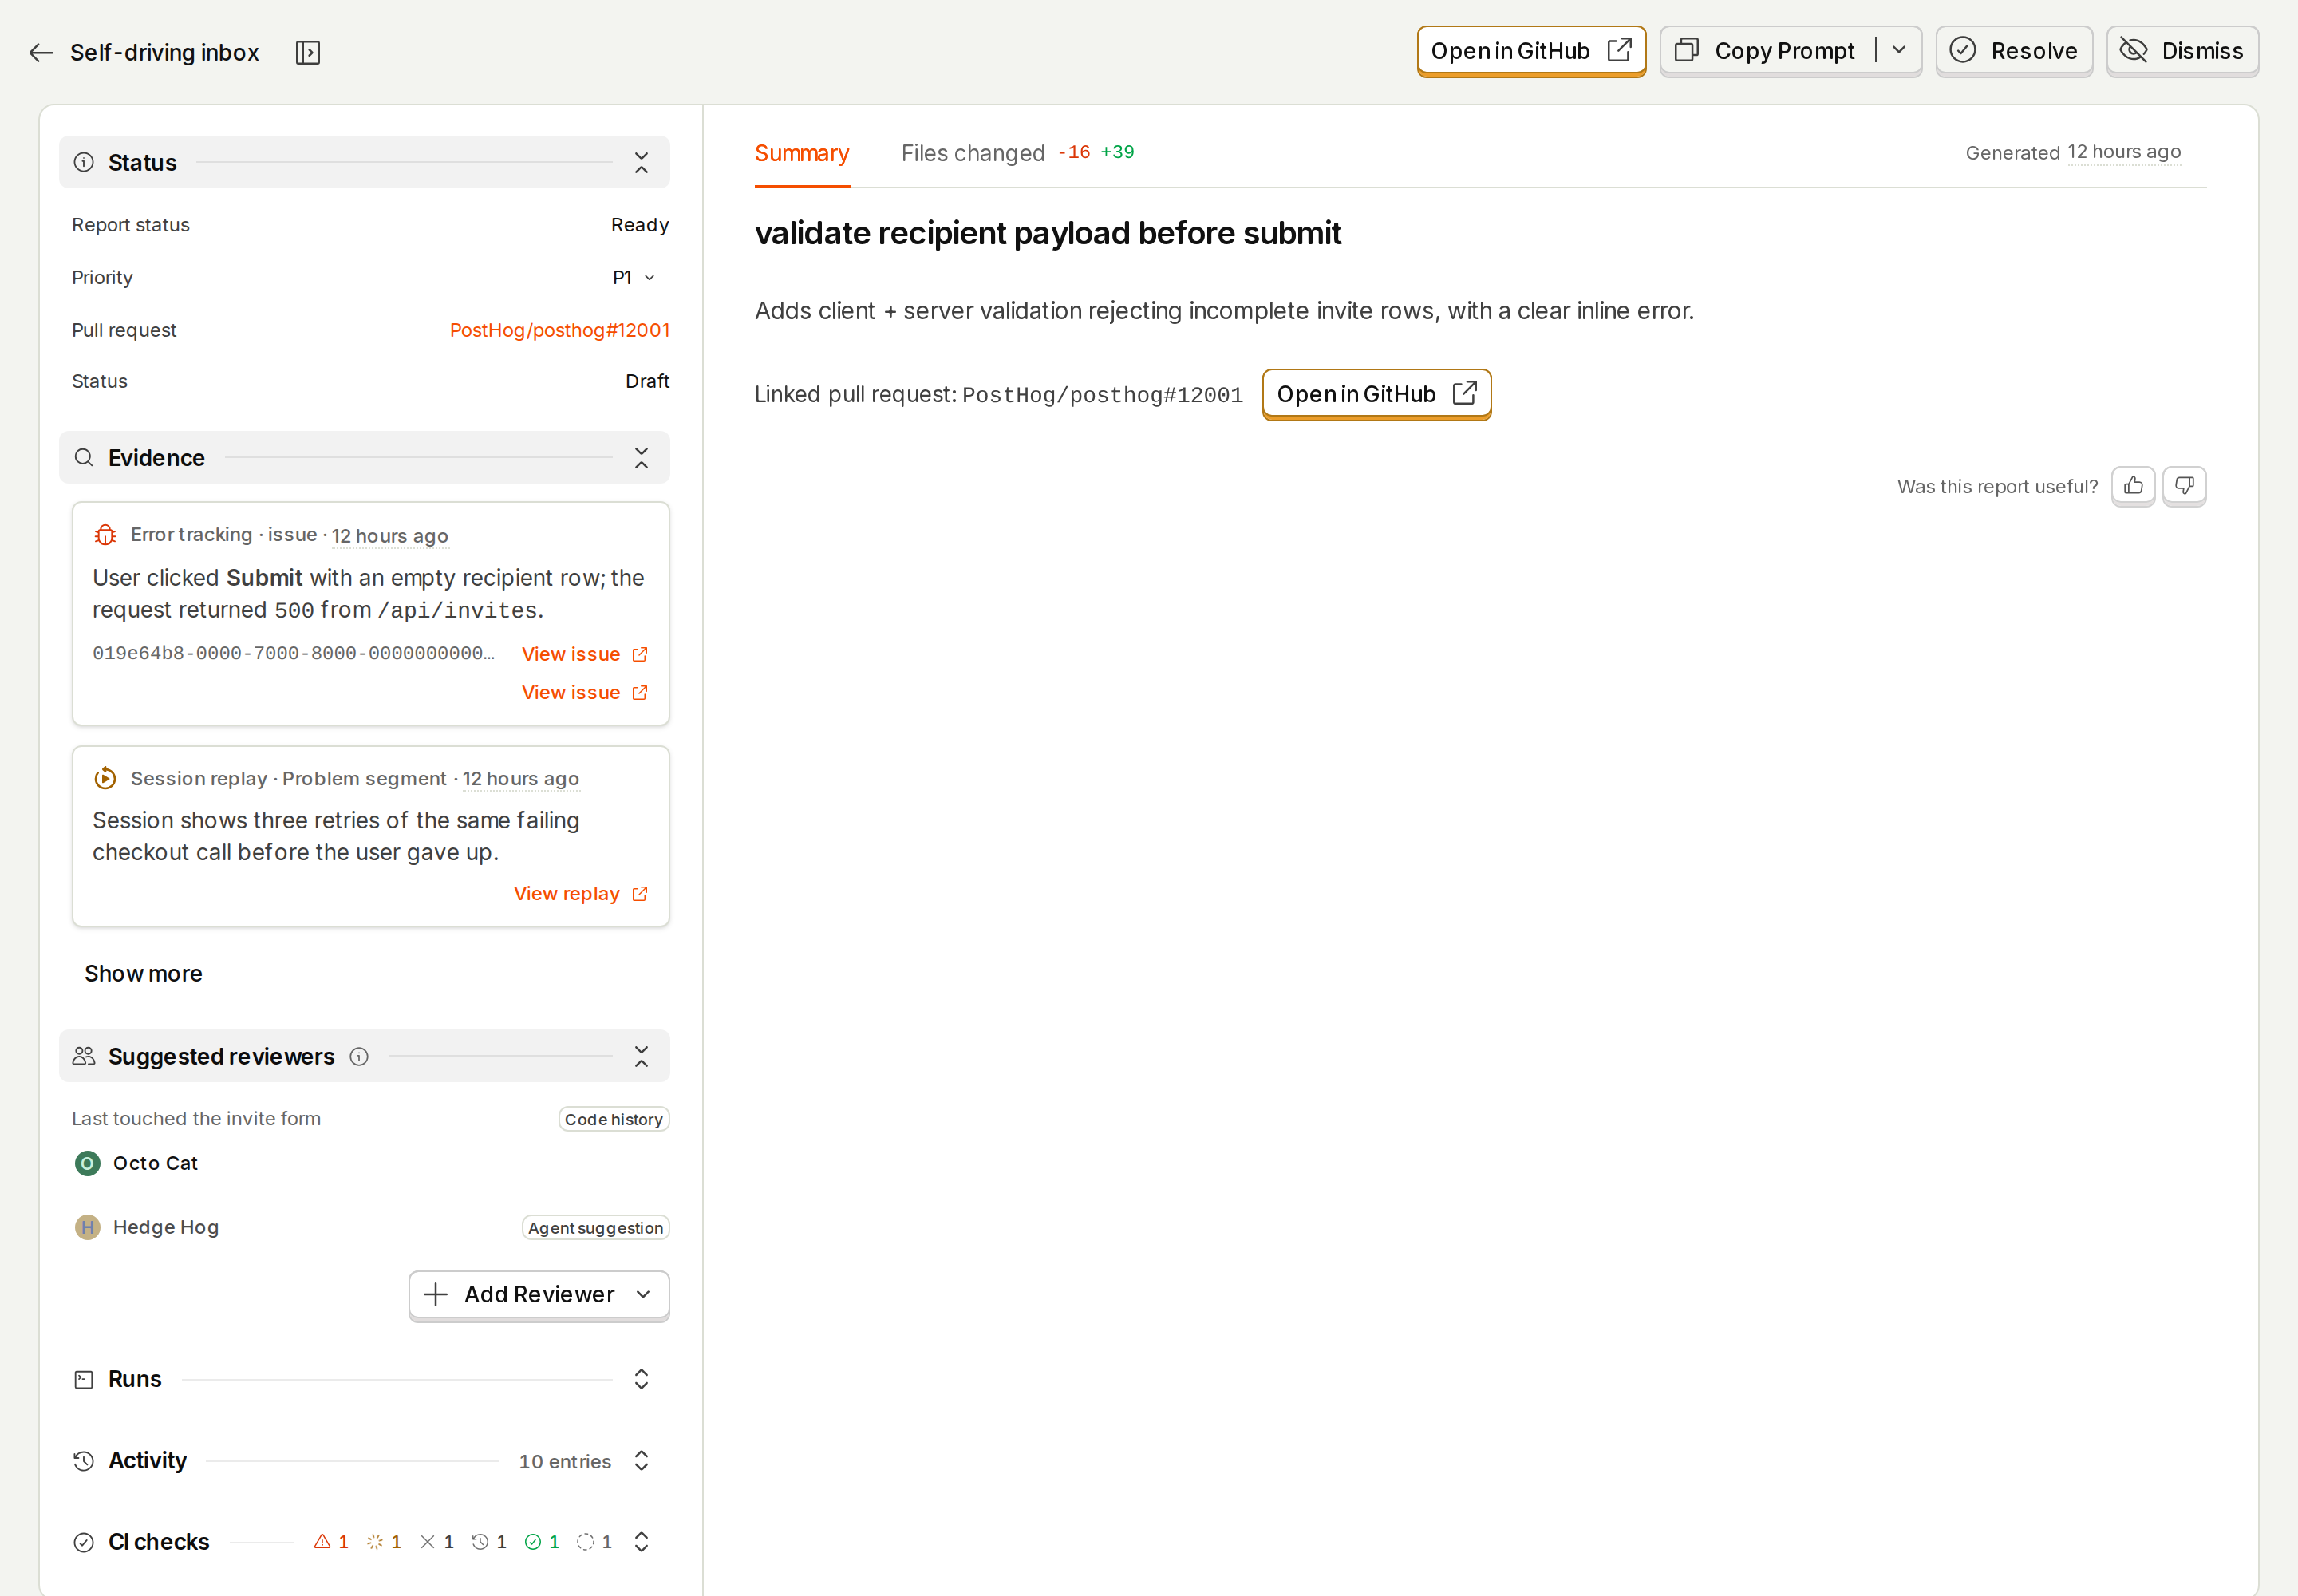 Self-driving inbox
Open in GitHub
Copy Prompt
Resolve
Dismiss
Status
Report status Ready
Priority P1
Pull request PostHog/posthog#12001
Status Draft
Evidence
Error tracking · issue · 12 hours ago
User clicked Submit with an empty recipient row; the
request returned 500 from /api/invites.
019e64b8-0000-7000-8000-0000000000… View issue
View issue
Session replay · Problem segment · 12 hours ago
Session shows three retries of the same failing
checkout call before the user gave up.
View replay
Show more
Suggested reviewers
Last touched the invite form Code history
O Octo Cat
H Hedge Hog Agent suggestion
Add Reviewer
Runs
Activity 10 entries
CI checks 1 1 1 1 1 1
Summary Files changed -16 +39 Generated 12 hours ago
validate recipient payload before submit
Adds client + server validation rejecting incomplete invite rows, with a clear inline error.
Linked pull request: PostHog/posthog#12001 Open in GitHub
Was this report useful?